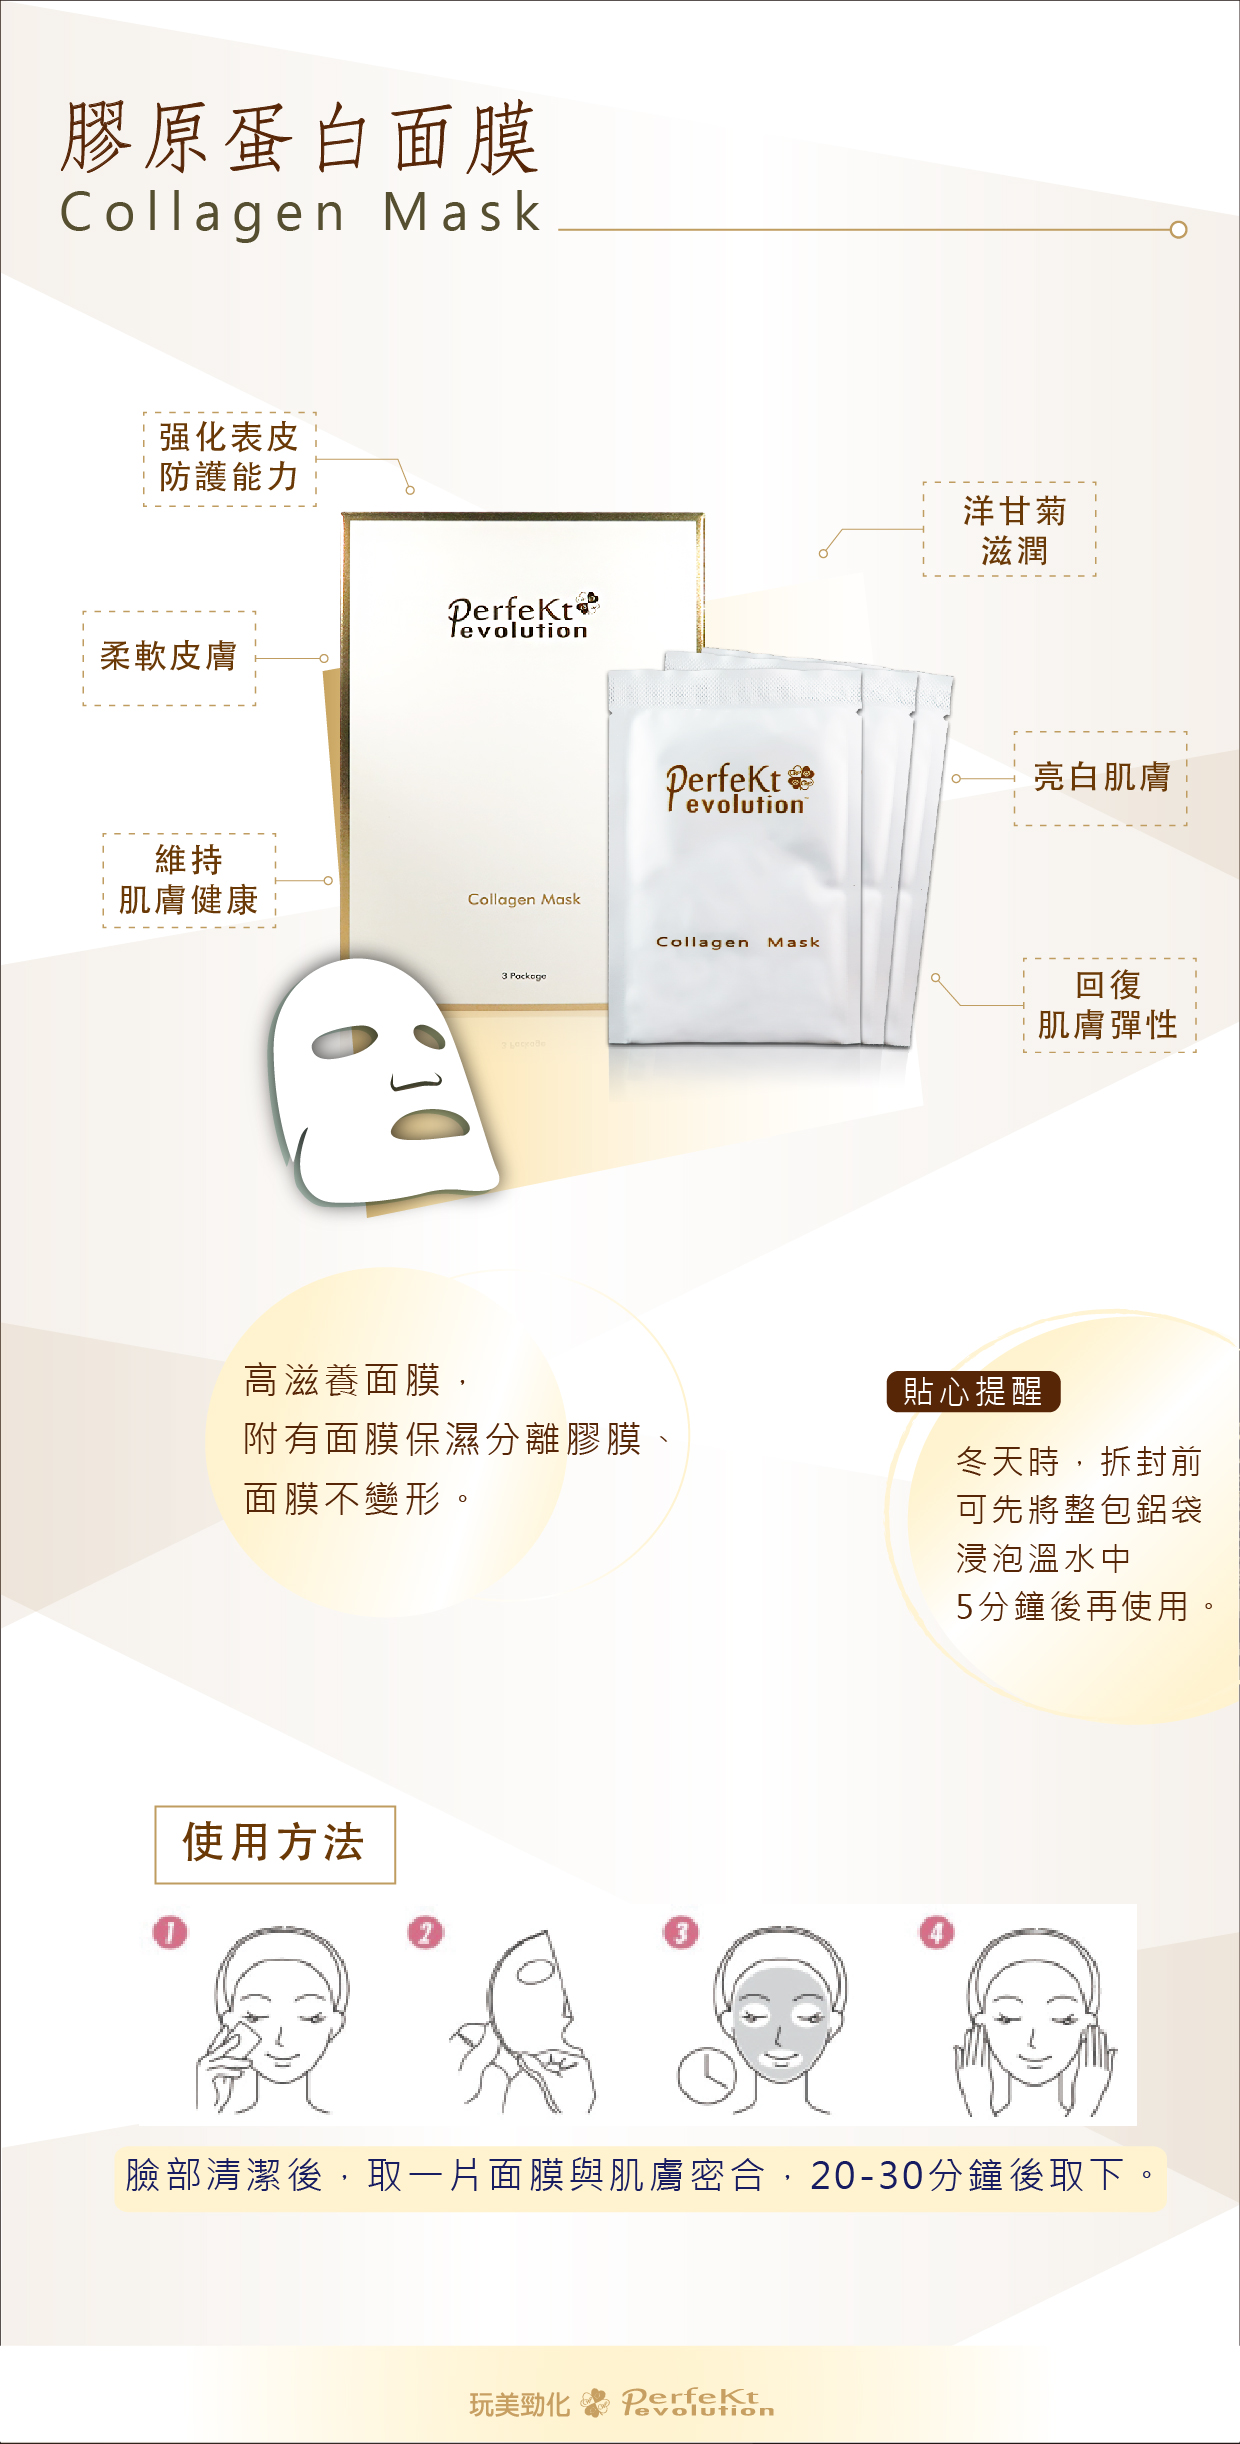 膠原蛋白面膜
Collagen Mask
强化表皮
防護能力
洋甘菊
滋潤
柔軟皮膚
亮白肌膚
維持
肌膚健康
回復
肌膚彈性
perfeKt
revolution
Collagen Mask
3 Package
perfeKt
revolution
Collagen Mask
高滋養面膜，
附有面膜保濕分離膠膜、
面膜不變形。
貼心提醒
冬天時，拆封前
可先將整包鋁袋
浸泡溫水中
5分鐘後再使用。
使用方法
1
2
3
4
臉部清潔後，取一片面膜與肌膚密合，20-30分鐘後取下。
玩美勁化
perfeKt
revolution